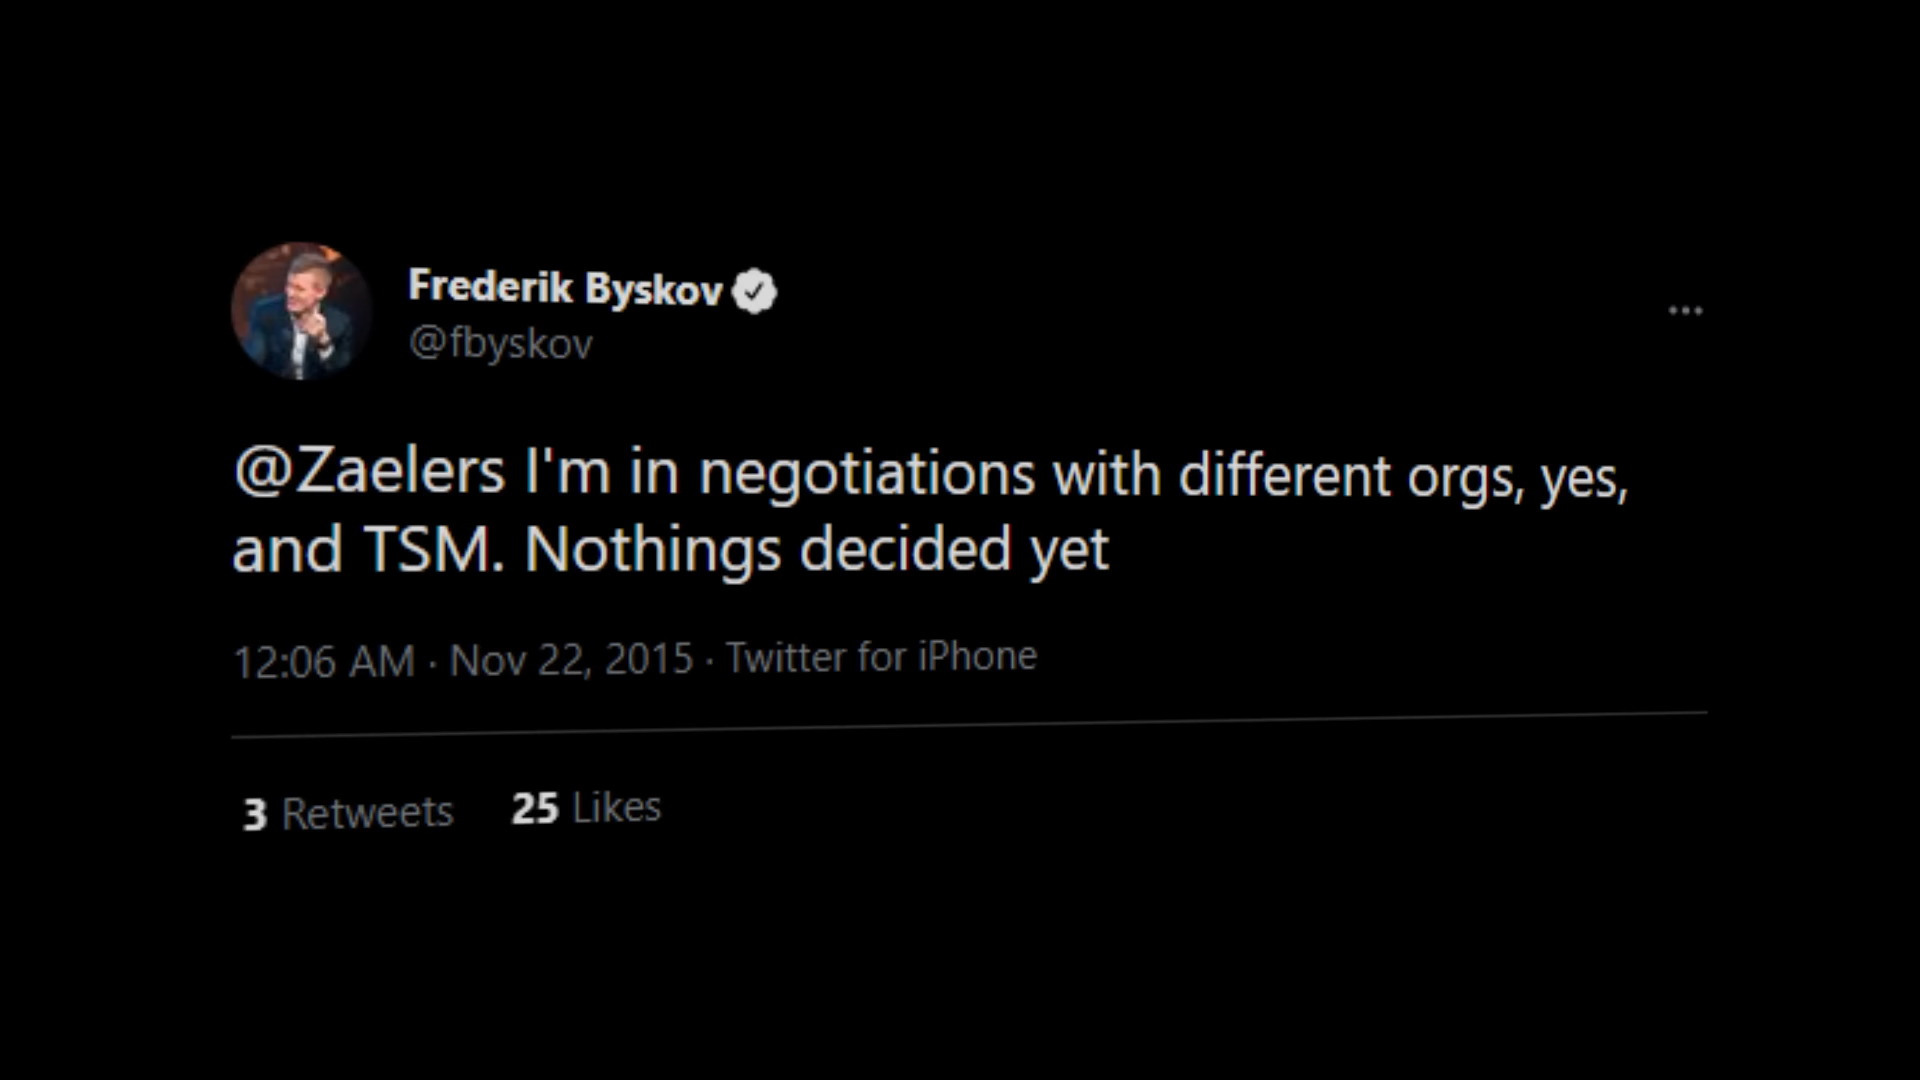 Frederik Byskov
@fbyskov
@Zaelers I'm in negotiations with different orgs, yes,
and TSM. Nothings decided yet
12:06 AM · Nov 22, 2015 · Twitter for iPhone
3 Retweets 25 Likes